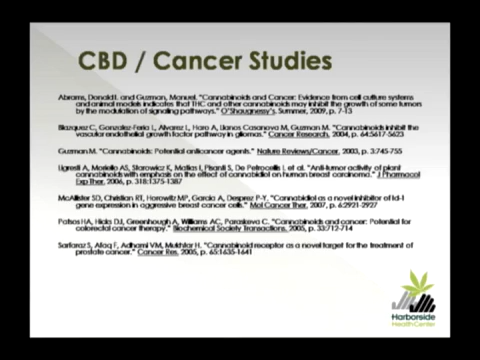 CBD / Cancer Studies
Abrams, Donald I. and Guzman, Manuel. "Cannabinoids and Cancer: Evidence from cell culture systems
and animal models indicates that THC and other cannabinoids may inhibit the growth of some tumors
by the modulation of signaling pathways." O'Shaugnessy's. Summer, 2009, p. 7-13
Blazquez C, Gonzalez-Feria L, Alvarez L, Haro A, Llanos Casanova M, Guzman M. "Cannabinoids inhibit the
vascular endothelial growth factor pathway in gliomas." Cancer Research, 2004, p. 64:5617-5623
Guzman M. "Cannabinoids: Potential anticancer agents." Nature Reviews/Cancer, 2003, p. 3:745-755
Ligresti A, Moriello AS, Starowicz K, Matias I, Pisanti S, De Petrocellis L et al. "Anti-tumor activity of plant
cannabinoids with emphasis on the effect of cannabidiol on human breast carcinoma." J Pharmacol
Exp Ther, 2006, p. 318:1375-1387
McAllister SD, Christian RT, Horowitz MP, Garcia A, Desprez P-Y. "Cannabidiol as a novel inhibitor of Id-1
gene expression in aggressive breast cancer cells." Mol Cancer Ther, 2007, p. 6:2921-2927
Patsos HA, Hicks DJ, Greenhough A, Williams AC, Paraskeva C. "Cannabinoids and cancer: Potential for
colorectal cancer therapy." Biochemical Society Transactions, 2005, p. 33:712-714
Sarfaraz S, Afaq F, Adhami VM, Mukhtar H. "Cannabinoid receptor as a novel target for the treatment of
prostate cancer." Cancer Res, 2005, p. 65:1635-1641
Harborside
HealthCenter